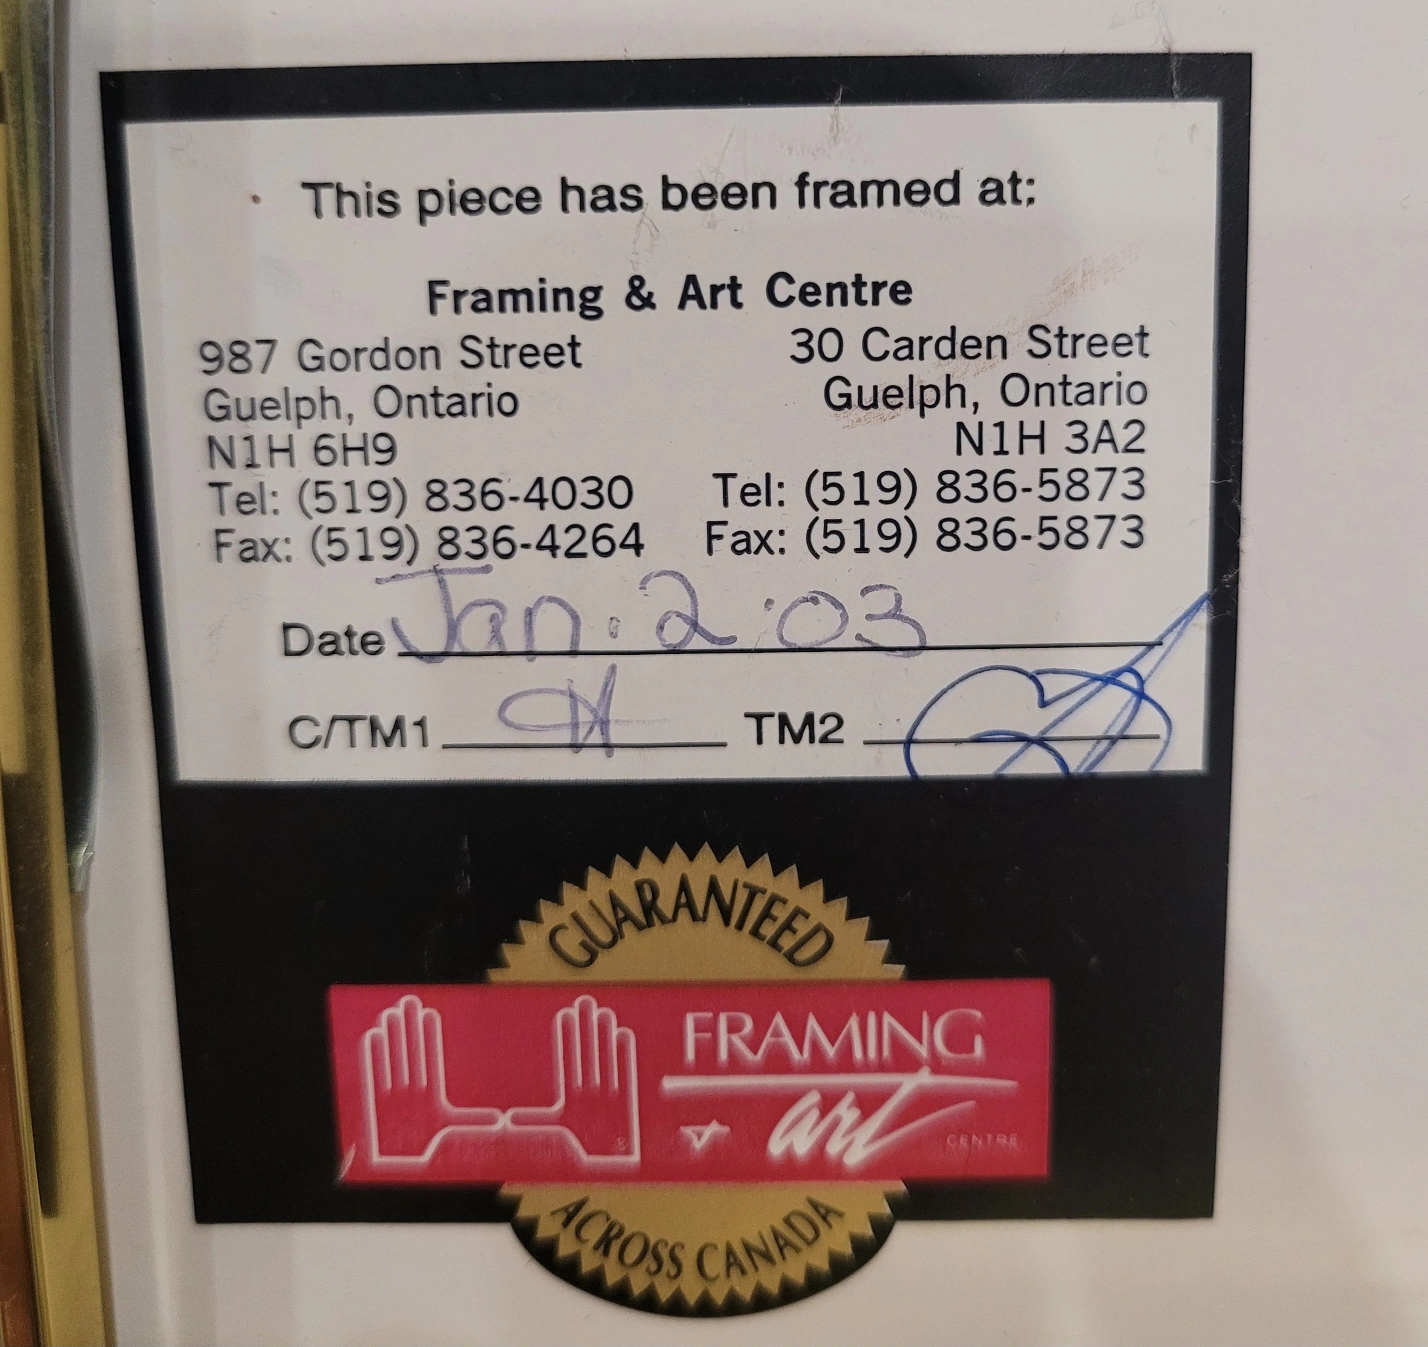 This piece has been framed at:
Framing & Art Centre
987 Gordon Street
Guelph, Ontario
N1H 6H9
Tel: (519) 836-4030
Fax: (519) 836-4264
30 Carden Street
Guelph, Ontario
N1H 3A2
Tel: (519) 836-5873
Fax: (519) 836-5873
Date Jan. 2. 03
C/TM1 TM2
GUARANTEED
FRAMING
art
CENTRE
ACROSS CANADA